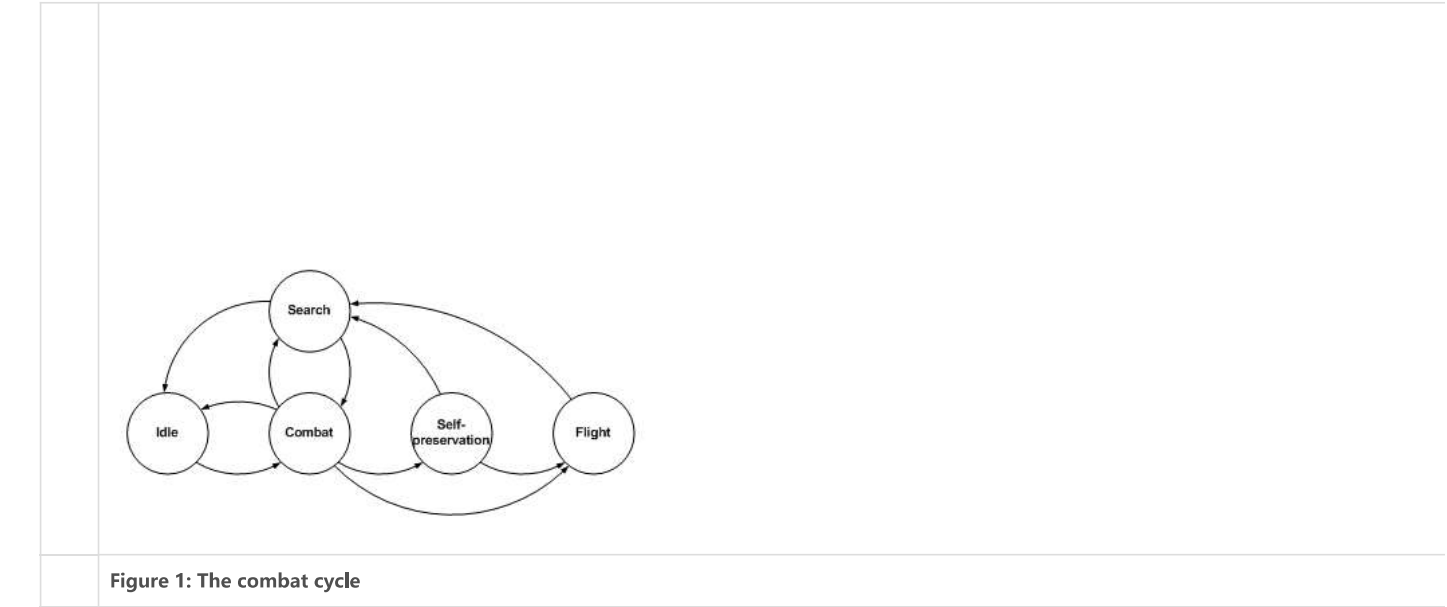 Search
Idle
Combat
Self-
preservation
Flight
Figure 1: The combat cycle